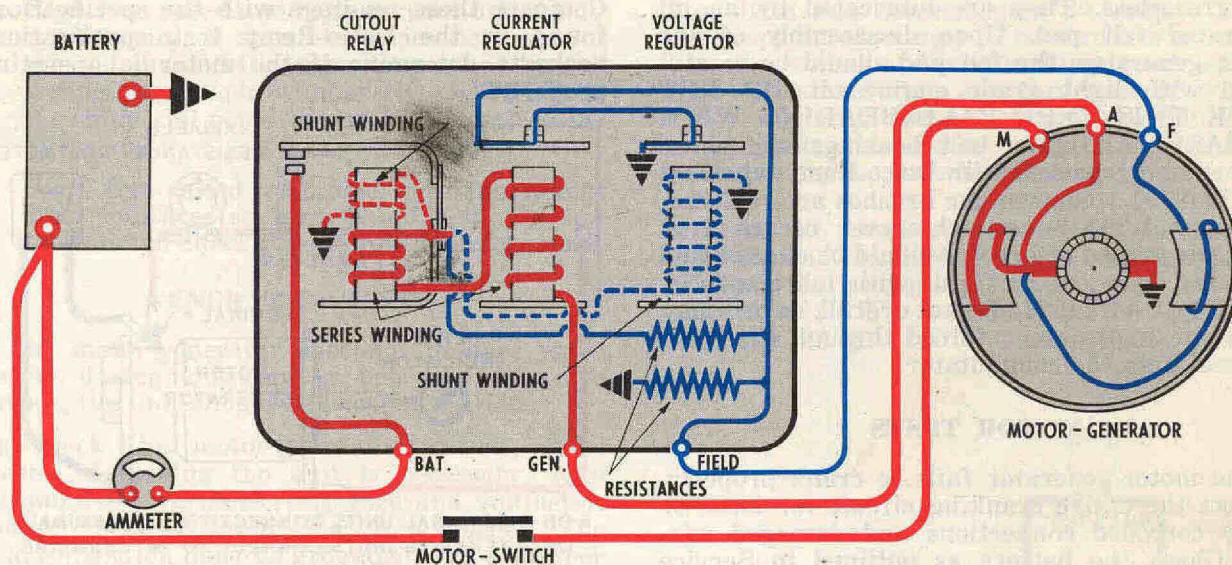 BATTERY
CUTOUT
RELAY
CURRENT
REGULATOR
VOLTAGE
REGULATOR
SHUNT WINDING
M
A
F
SERIES WINDING
SHUNT WINDING
MOTOR-GENERATOR
BAT.
GEN.
FIELD
RESISTANCES
AMMETER
MOTOR-SWITCH